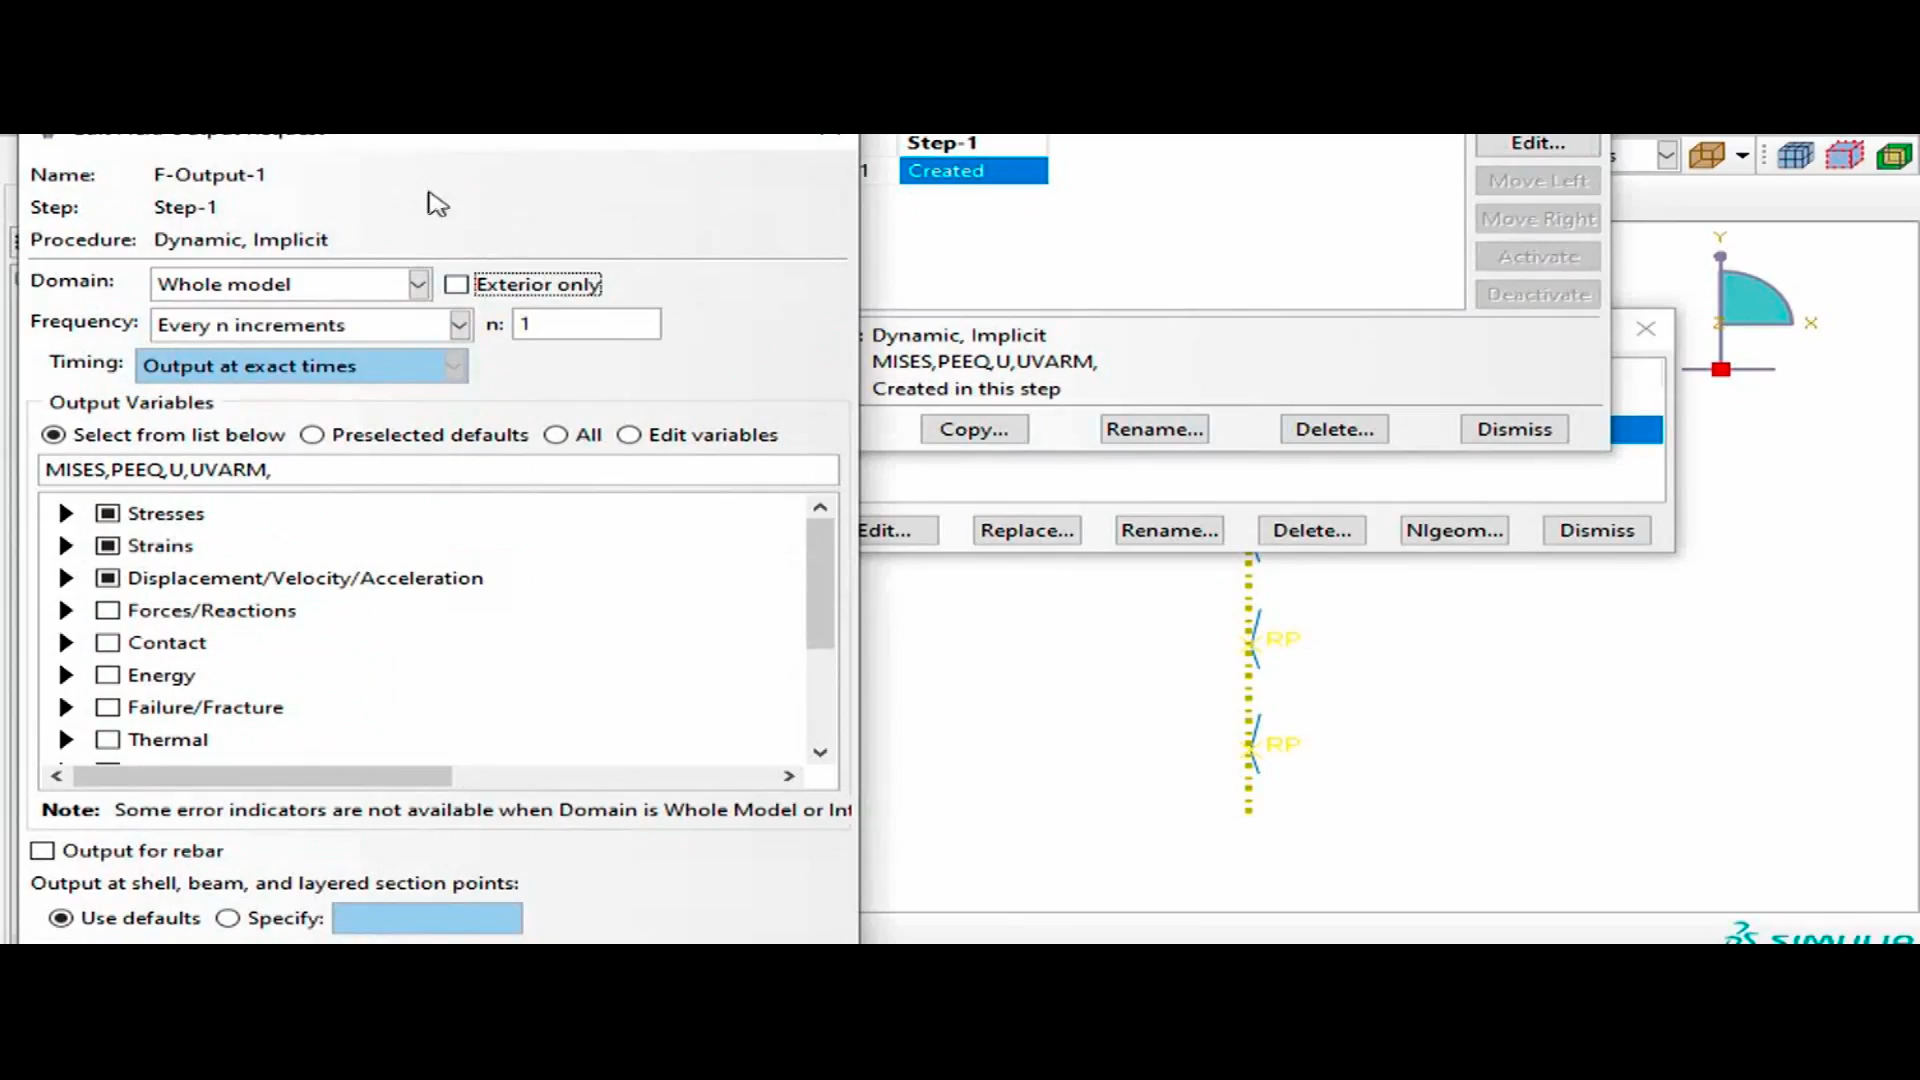 Name: F-Output-1
Step: Step-1
Procedure: Dynamic, Implicit
Domain: Whole model Exterior only
Frequency: Every n increments n: 1
Timing: Output at exact times
Output Variables
Select from list below Preselected defaults All Edit variables
MISES,PEEQ,U,UVARM,
Stresses
Strains
Displacement/Velocity/Acceleration
Forces/Reactions
Contact
Energy
Failure/Fracture
Thermal
Note: Some error indicators are not available when Domain is Whole Model or Int
Output for rebar
Output at shell, beam, and layered section points:
Use defaults Specify:
Step-1
1 Created
Edit...
Move Left
Move Right
Activate
Deactivate
: Dynamic, Implicit
MISES,PEEQ,U,UVARM,
Created in this step
Copy... Rename... Delete... Dismiss
Edit... Replace... Rename... Delete... Nlgeom... Dismiss
s
Y
Z X
RP
RP
SIMULIA